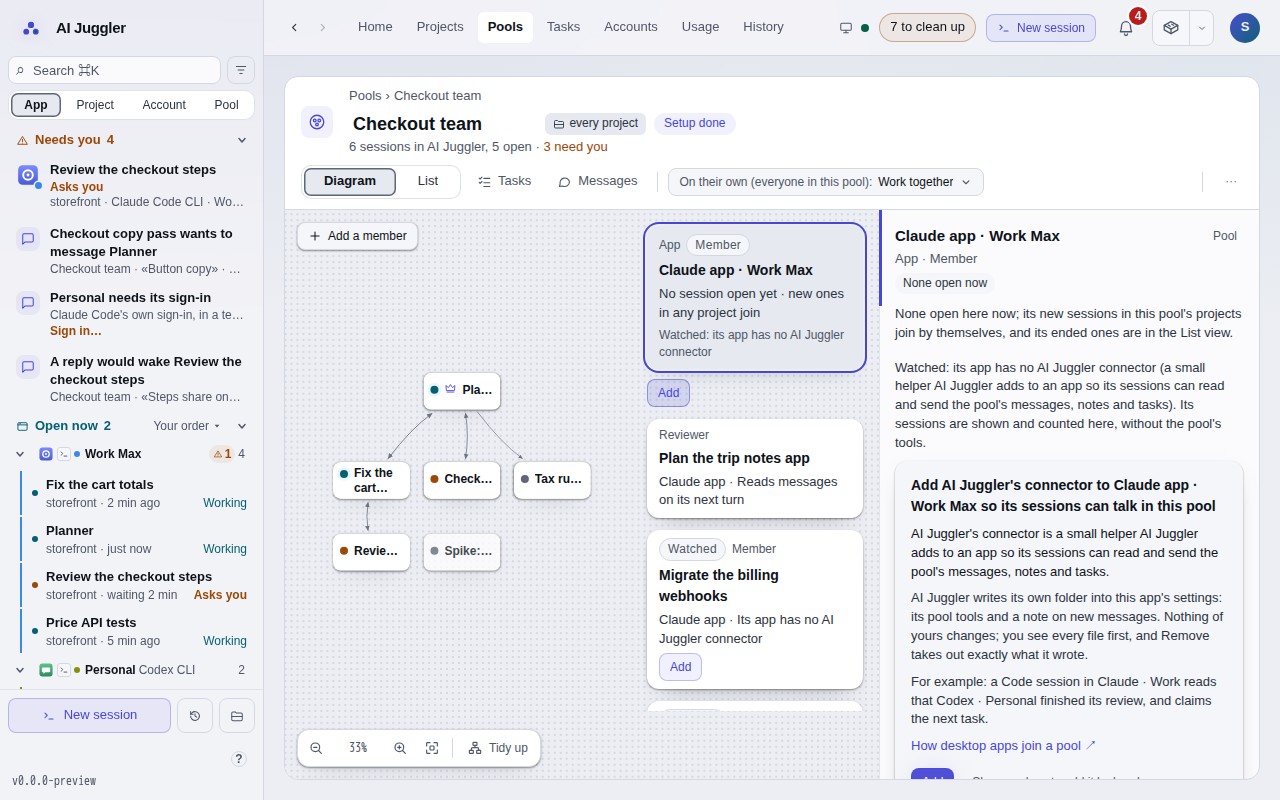 AI Juggler
Search ⌘K
App Project Account Pool
Needs you 4
Review the checkout steps
Asks you
storefront · Claude Code CLI · Wo…
Checkout copy pass wants to
message Planner
Checkout team · «Button copy» · …
Personal needs its sign-in
Claude Code's own sign-in, in a te…
Sign in…
A reply would wake Review the
checkout steps
Checkout team · «Steps share on…
Open now 2 Your order
Work Max 1 4
Fix the cart totals
storefront · 2 min ago Working
Planner
storefront · just now Working
Review the checkout steps
storefront · waiting 2 min Asks you
Price API tests
storefront · 5 min ago Working
Personal Codex CLI 2
New session
?
v0.0.0-preview
Home Projects Pools Tasks Accounts Usage History
7 to clean up
New session
4
S
Pools › Checkout team
Checkout team
every project
Setup done
6 sessions in AI Juggler, 5 open · 3 need you
Diagram List Tasks Messages
On their own (everyone in this pool): Work together
Add a member
Pla…
Fix the
cart…
Check…
Tax ru…
Revie…
Spike:…
33%
Tidy up
App Member
Claude app · Work Max
No session open yet · new ones
in any project join
Watched: its app has no AI Juggler
connector
Add
Reviewer
Plan the trip notes app
Claude app · Reads messages
on its next turn
Watched Member
Migrate the billing
webhooks
Claude app · Its app has no AI
Juggler connector
Add
Claude app · Work Max Pool
App · Member
None open now
None open here now; its new sessions in this pool's projects
join by themselves, and its ended ones are in the List view.
Watched: its app has no AI Juggler connector (a small
helper AI Juggler adds to an app so its sessions can read
and send the pool's messages, notes and tasks). Its
sessions are shown and counted here, without the pool's
tools.
Add AI Juggler's connector to Claude app ·
Work Max so its sessions can talk in this pool
AI Juggler's connector is a small helper AI Juggler
adds to an app so its sessions can read and send the
pool's messages, notes and tasks.
AI Juggler writes its own folder into this app's settings:
its pool tools and a note on new messages. Nothing of
yours changes; you see every file first, and Remove
takes out exactly what it wrote.
For example: a Code session in Claude · Work reads
that Codex · Personal finished its review, and claims
the next task.
How desktop apps join a pool ↗